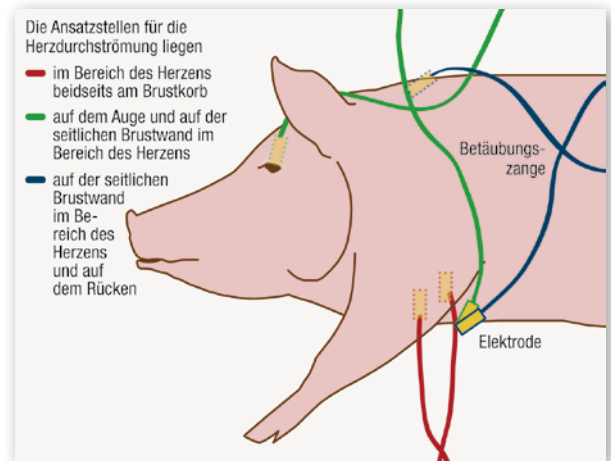 Die Ansatzstellen für die
Herzdurchströmung liegen
im Bereich des Herzens
beidseits am Brustkorb
auf dem Auge und auf der
seitlichen Brustwand im
Bereich des Herzens
auf der seitlichen
Brustwand
im Be-
reich des
Herzens
und auf
dem Rücken
Betäubungs-
zange
Elektrode